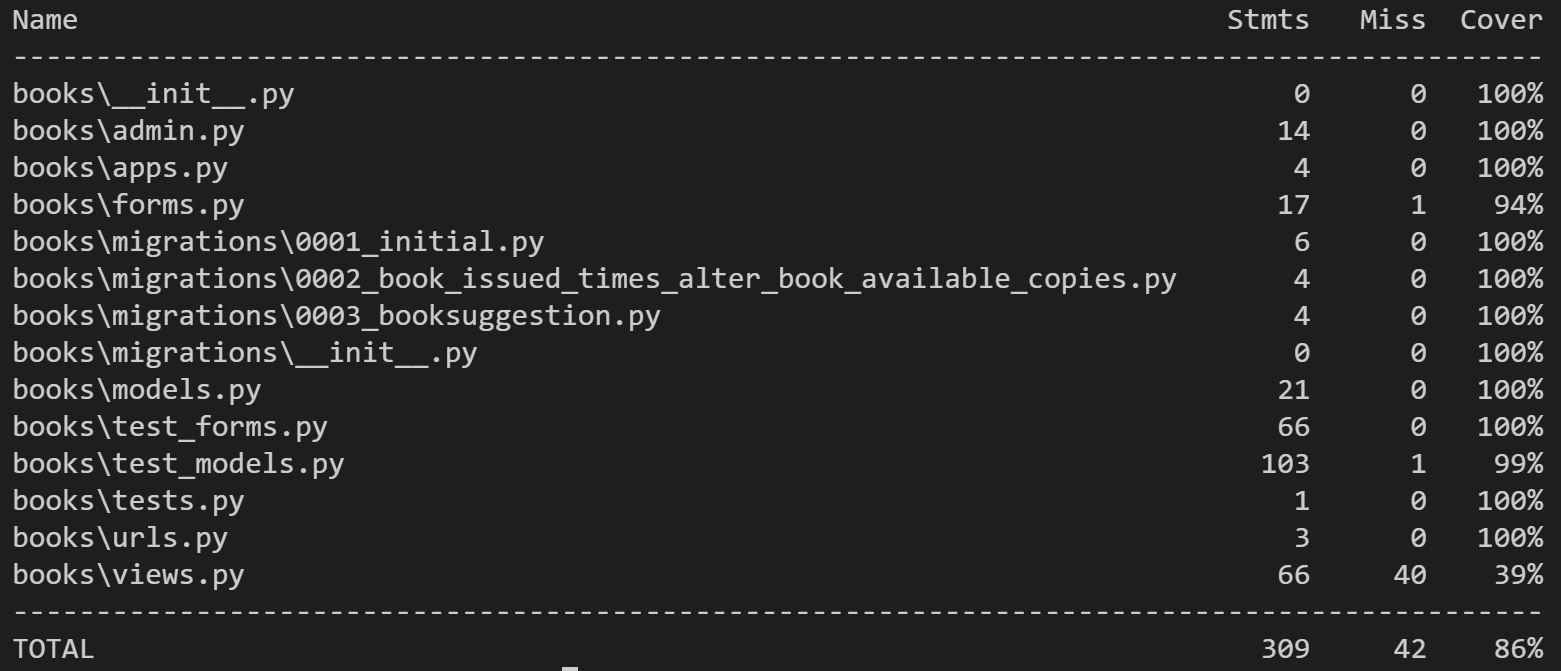 Name Stmts Miss Cover
--------------------------------------------------------------------------------------------
books\__init__.py 0 0 100%
books\admin.py 14 0 100%
books\apps.py 4 0 100%
books\forms.py 17 1 94%
books\migrations\0001_initial.py 6 0 100%
books\migrations\0002_book_issued_times_alter_book_available_copies.py 4 0 100%
books\migrations\0003_booksuggestion.py 4 0 100%
books\migrations\__init__.py 0 0 100%
books\models.py 21 0 100%
books\test_forms.py 66 0 100%
books\test_models.py 103 1 99%
books\tests.py 1 0 100%
books\urls.py 3 0 100%
books\views.py 66 40 39%
--------------------------------------------------------------------------------------------
TOTAL 309 42 86%